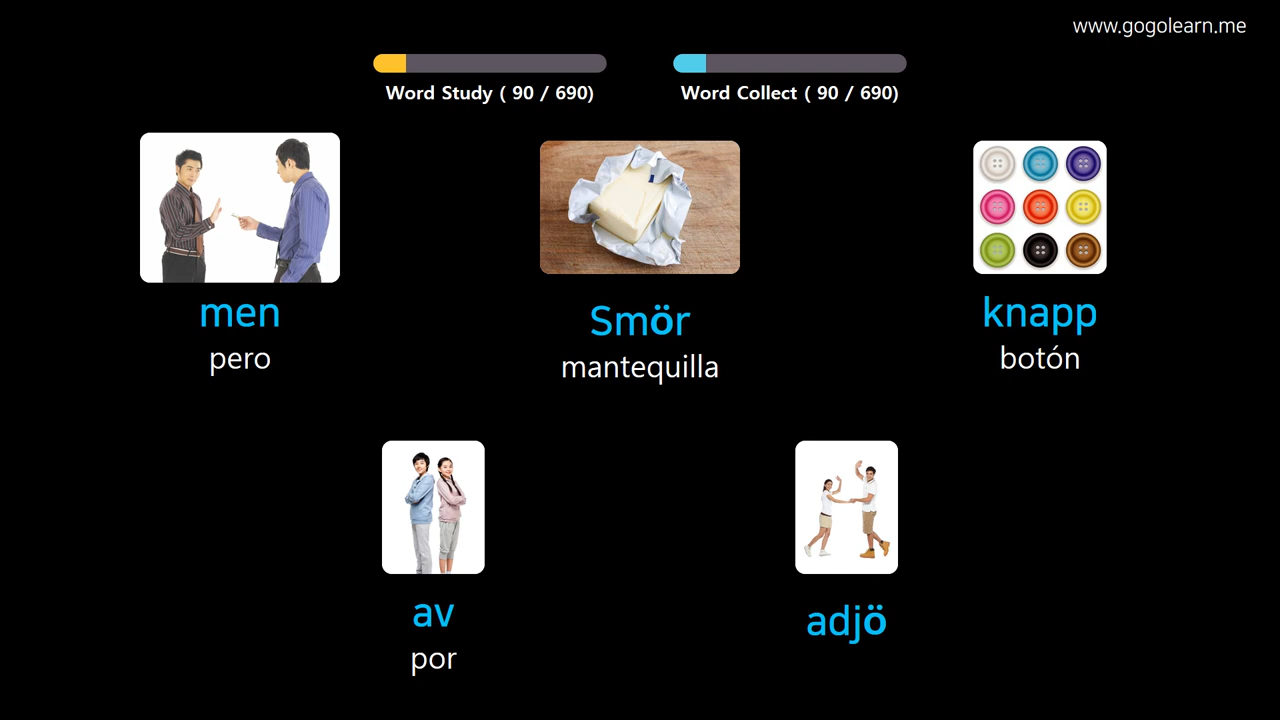 www.gogolearn.me
Word Study ( 90 / 690)
Word Collect ( 90 / 690)
men
pero
Smör
mantequilla
knapp
botón
av
por
adjö